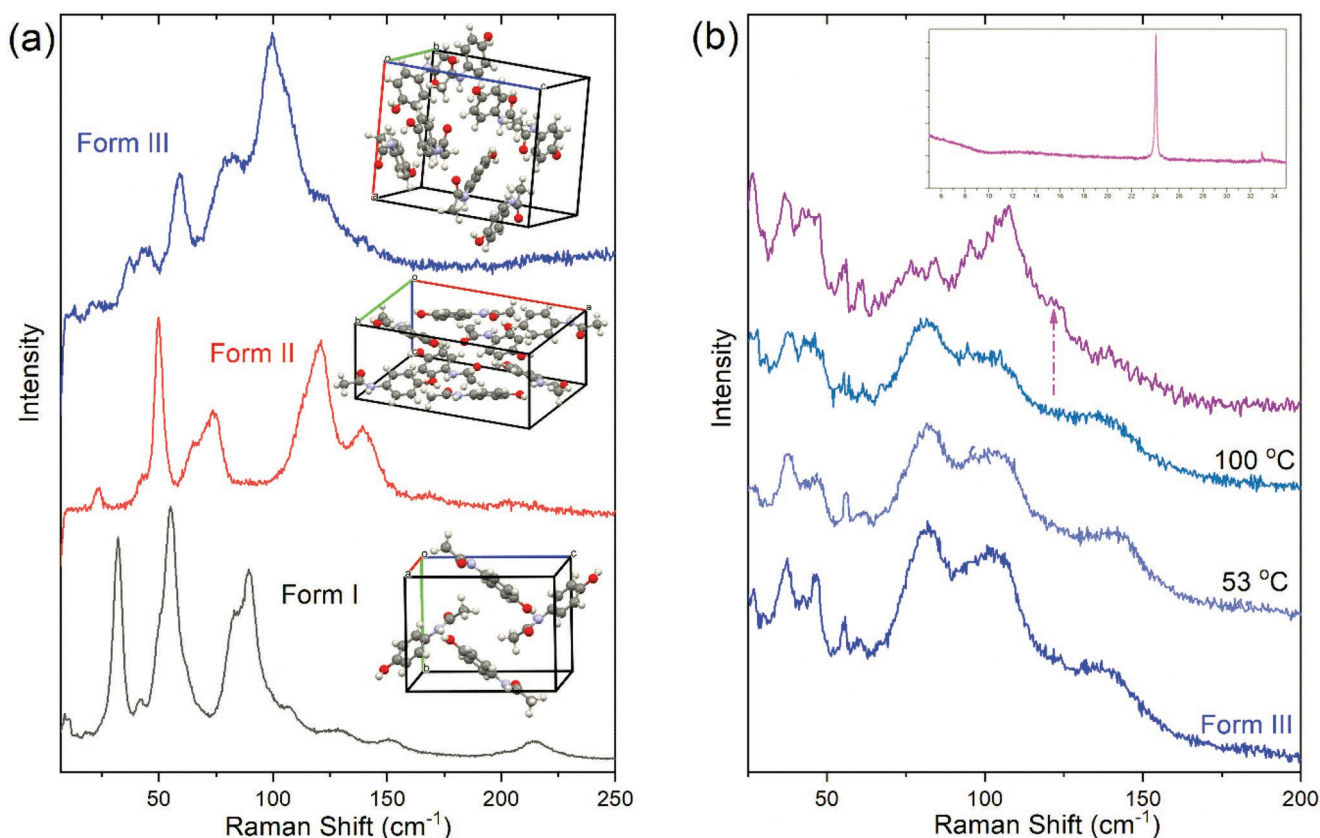 (a)
Form III
Form II
Form I
o
b
c
a
o
a
b
c
o
c
a
b
Intensity
50
100
150
200
250
Raman Shift (cm⁻¹)
(b)
6
8
10
12
14
16
18
20
22
24
26
28
30
32
34
100 °C
53 °C
Form III
Intensity
50
100
150
200
Raman Shift (cm⁻¹)